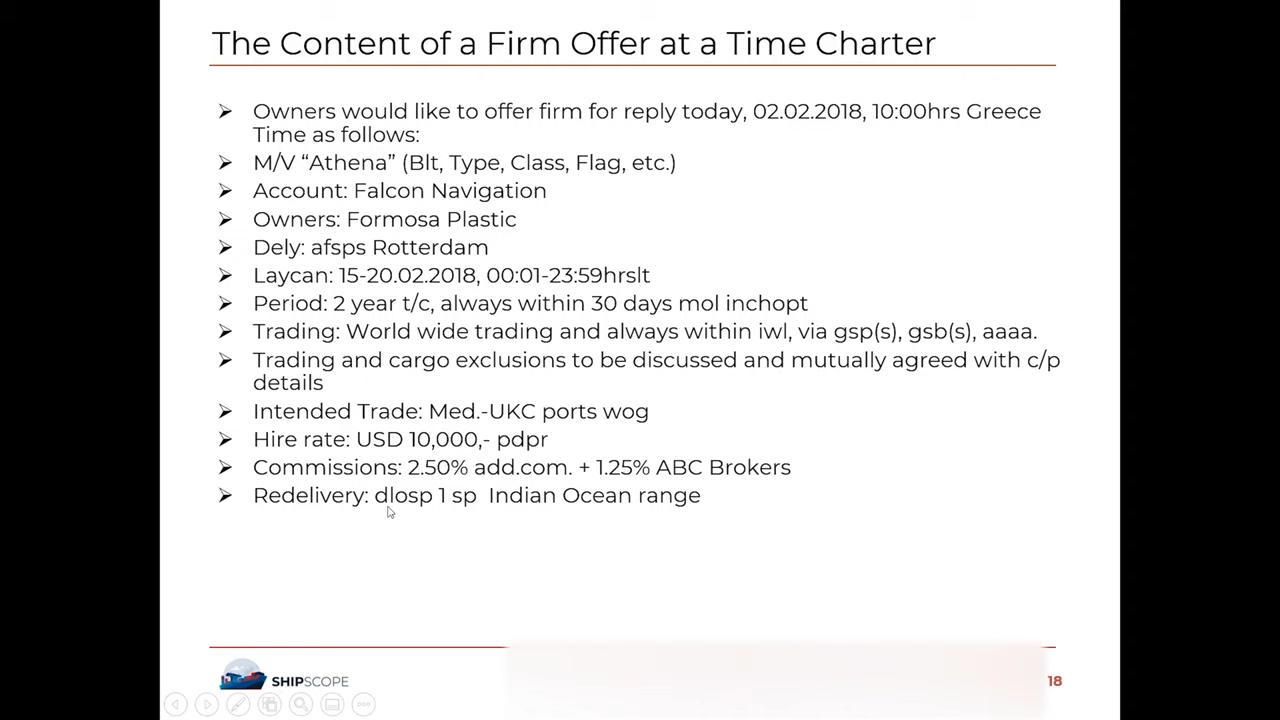 The Content of a Firm Offer at a Time Charter
➢ Owners would like to offer firm for reply today, 02.02.2018, 10:00hrs Greece
Time as follows:
➢ M/V “Athena” (Blt, Type, Class, Flag, etc.)
➢ Account: Falcon Navigation
➢ Owners: Formosa Plastic
➢ Dely: afsps Rotterdam
➢ Laycan: 15-20.02.2018, 00:01-23:59hrslt
➢ Period: 2 year t/c, always within 30 days mol inchopt
➢ Trading: World wide trading and always within iwl, via gsp(s), gsb(s), aaaa.
➢ Trading and cargo exclusions to be discussed and mutually agreed with c/p
details
➢ Intended Trade: Med.-UKC ports wog
➢ Hire rate: USD 10,000,- pdpr
➢ Commissions: 2.50% add.com. + 1.25% ABC Brokers
➢ Redelivery: dlosp 1 sp  Indian Ocean range
SHIPSCOPE
18